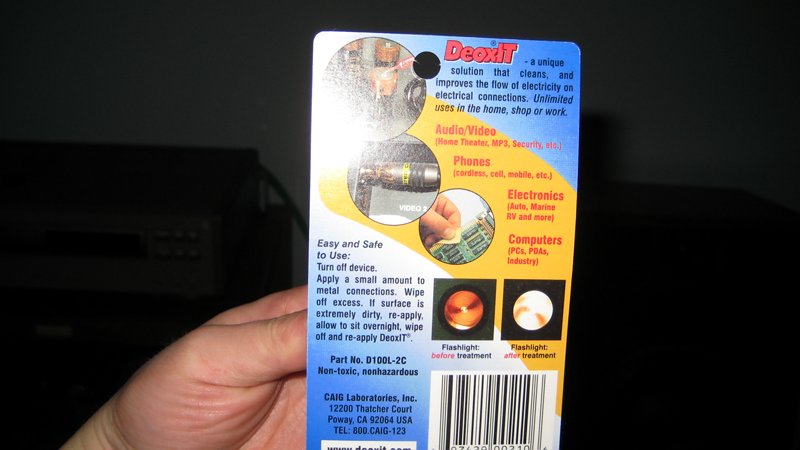 DeoxIT® - a unique
solution that cleans, and
improves the flow of electricity on
electrical connections. Unlimited
uses in the home, shop or work.
Audio/Video
(Home Theater, MP3, Security, etc.)
Phones
(cordless, cell, mobile, etc.)
VIDEO 2
Electronics
(Auto, Marine
RV and more)
Computers
(PCs, PDAs,
Industry)
Easy and Safe
to Use:
Turn off device.
Apply a small amount to
metal connections. Wipe
off excess. If surface is
extremely dirty, re-apply,
allow to sit overnight, wipe
off and re-apply DeoxIT®.
Flashlight:
before treatment
Flashlight:
after treatment
Part No. D100L-2C
Non-toxic, nonhazardous
CAIG Laboratories, Inc.
12200 Thatcher Court
Poway, CA 92064 USA
TEL: 800.CAIG-123
www.deoxit.com